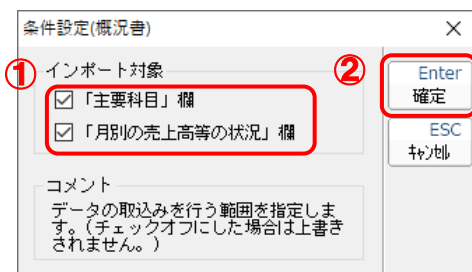 条件設定(概況書)
①
インポート対象
「主要科目」欄
「月別の売上高等の状況」欄
②
Enter
確定
ESC
ｷｬﾝｾﾙ
コメント
データの取込みを行う範囲を指定しま
す。(チェックオフにした場合は上書き
されません。)